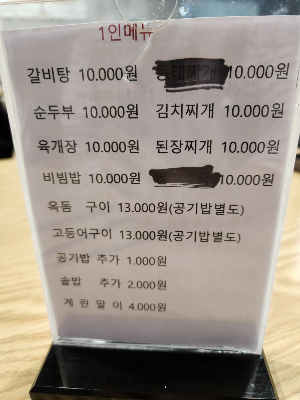 1인메뉴
갈비탕 10.000원 찌개 10.000원
순두부 10.000원 김치찌개 10.000원
육개장 10.000원 된장찌개 10.000원
비빔밥 10.000원 10.000원
옥돔 구이 13.000원(공기밥별도)
고등어구이 13.000원(공기밥별도)
공기밥 추가 1.000원
솥밥 추가 2.000원
계 란 말 이 4.000원